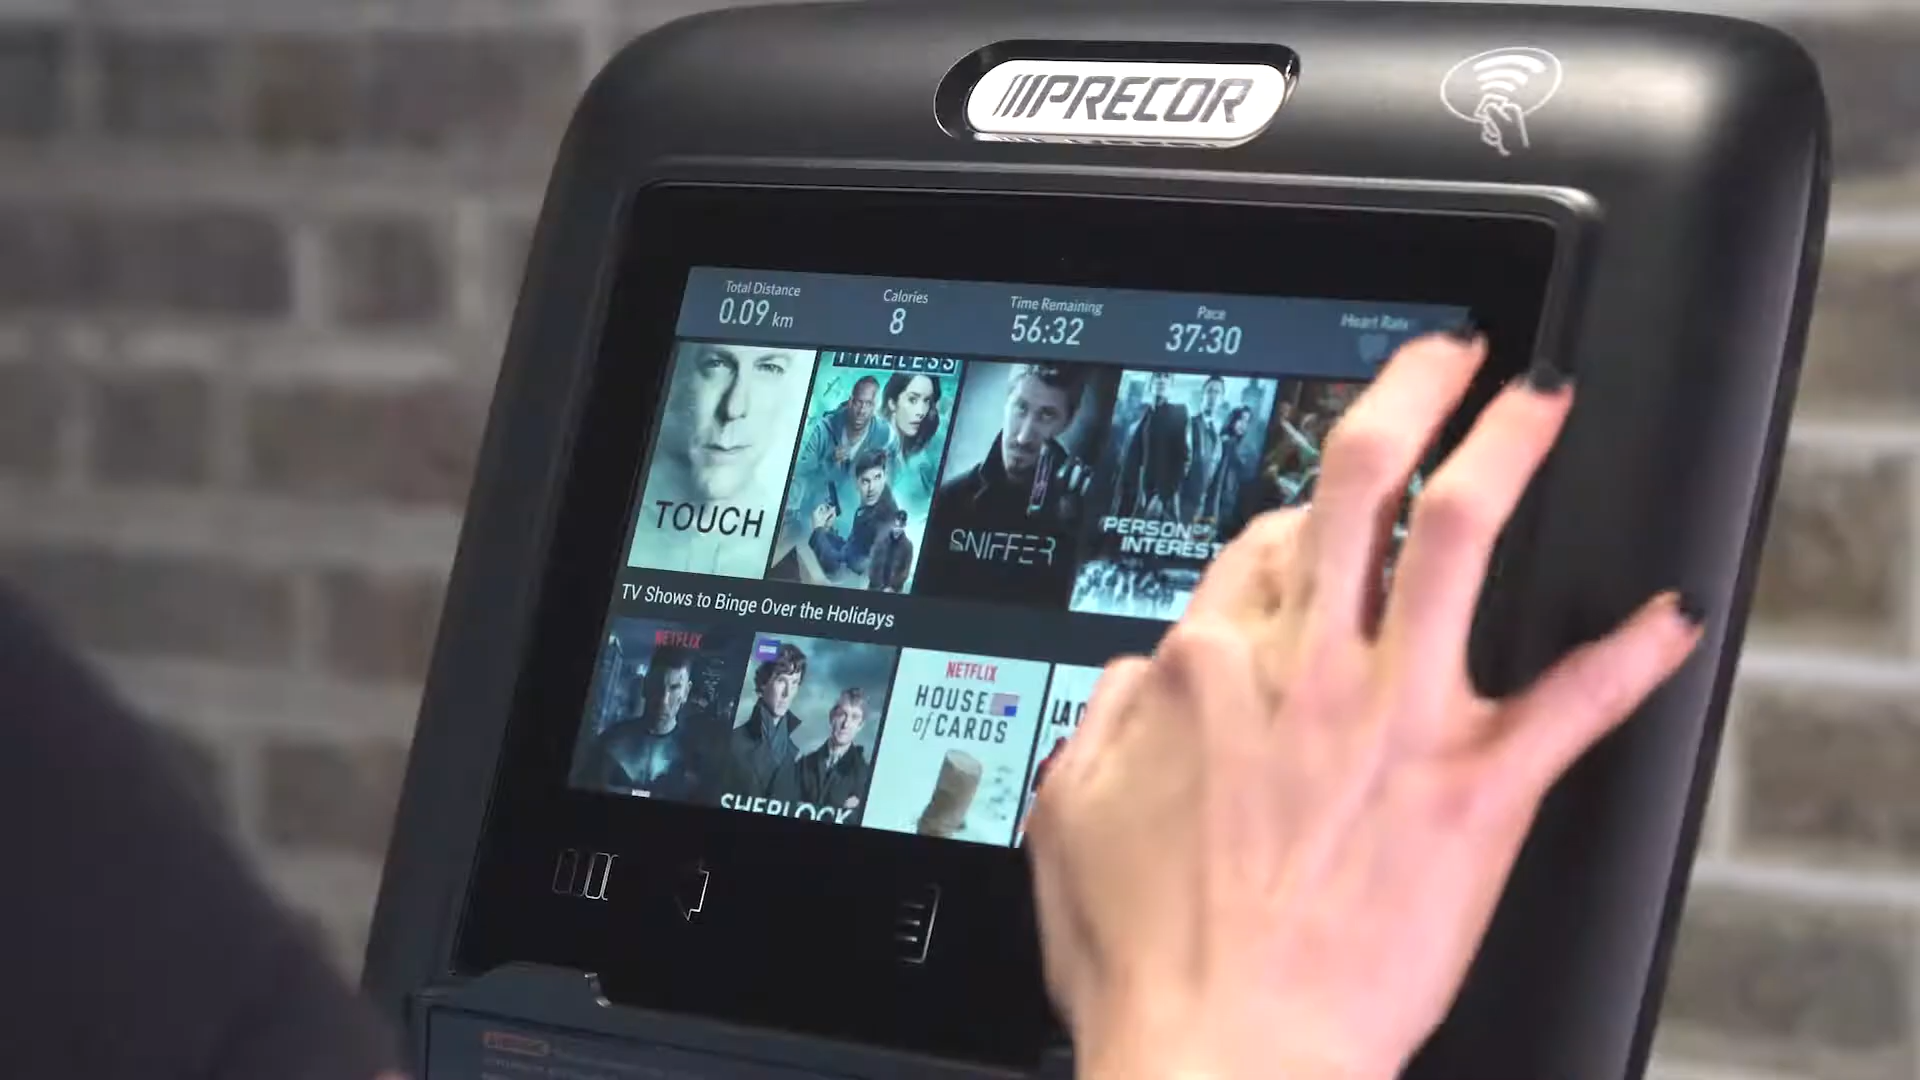 PRECOR
Total Distance
0.09 km
Calories
8
Time Remaining
56:32
Pace
37:30
Heart Rate
TOUCH
TIMELESS
SNIFFER
PERSON OF
INTEREST
TV Shows to Binge Over the Holidays
NETFLIX
SHERLOCK
NETFLIX
HOUSE
of CARDS
LA C